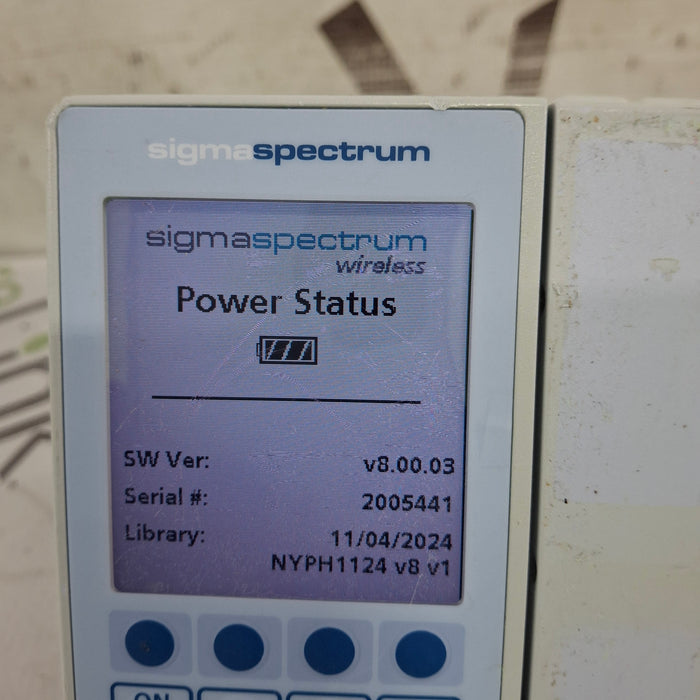 sigmaspectrum
sigmaspectrum
wireless
Power Status
SW Ver: v8.00.03
Serial #: 2005441
Library: 11/04/2024
NYPH1124 v8 v1
ON